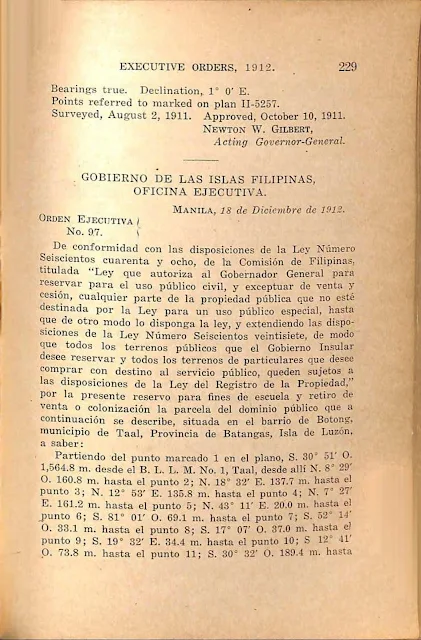 EXECUTIVE ORDERS, 1912. 229
Bearings true. Declination, 1° 0′ E.
Points referred to marked on plan II-5257.
Surveyed, August 2, 1911. Approved, October 10, 1911.
NEWTON W. GILBERT,
Acting Governor-General.
GOBIERNO DE LAS ISLAS FILIPINAS,
OFICINA EJECUTIVA.
MANILA, 18 de Diciembre de 1912.
ORDEN EJECUTIVA
No. 97.
De conformidad con las disposiciones de la Ley Número
Seiscientos cuarenta y ocho, de la Comisión de Filipinas,
titulada "Ley que autoriza al Gobernador General para
reservar para el uso público civil, y exceptuar de venta y
cesión, cualquier parte de la propiedad pública que no esté
destinada por la Ley para un uso público especial, hasta
que de otro modo lo disponga la ley, y extendiendo las dispo-
siciones de la Ley Número Seiscientos veintisiete, de modo
que todos los terrenos públicos que el Gobierno Insular
desee reservar y todos los terrenos de particulares que desee
comprar con destino al servicio público, queden sujetos a
las disposiciones de la Ley del Registro de la Propiedad,"
por la presente reservo para fines de escuela y retiro de
venta o colonización la parcela del dominio público que a
continuación se describe, situada en el barrio de Botong,
municipio de Taal, Provincia de Batangas, Isla de Luzón,
a saber:
Partiendo del punto marcado 1 en el plano, S. 30° 51′ O.
1,564.8 m. desde el B. L. L. M. No. 1, Taal, desde allí N. 8° 29′
O. 160.8 m. hasta el punto 2; N. 18° 32′ E. 137.7 m. hasta el
punto 3; N. 12° 53′ E. 135.8 m. hasta el punto 4; N. 7° 27′
E. 161.2 m. hasta el punto 5; N. 43° 11′ E. 20.0 m. hasta el
punto 6; S. 81° 01′ O. 69.1 m. hasta el punto 7; S. 52° 14′
O. 33.1 m. hasta el punto 8; S. 17° 07′ O. 37.0 m. hasta el
punto 9; S. 19° 32′ E. 34.4 m. hasta el punto 10; S 12° 41′
O. 73.8 m. hasta el punto 11; S. 30° 32′ O. 189.4 m. hasta